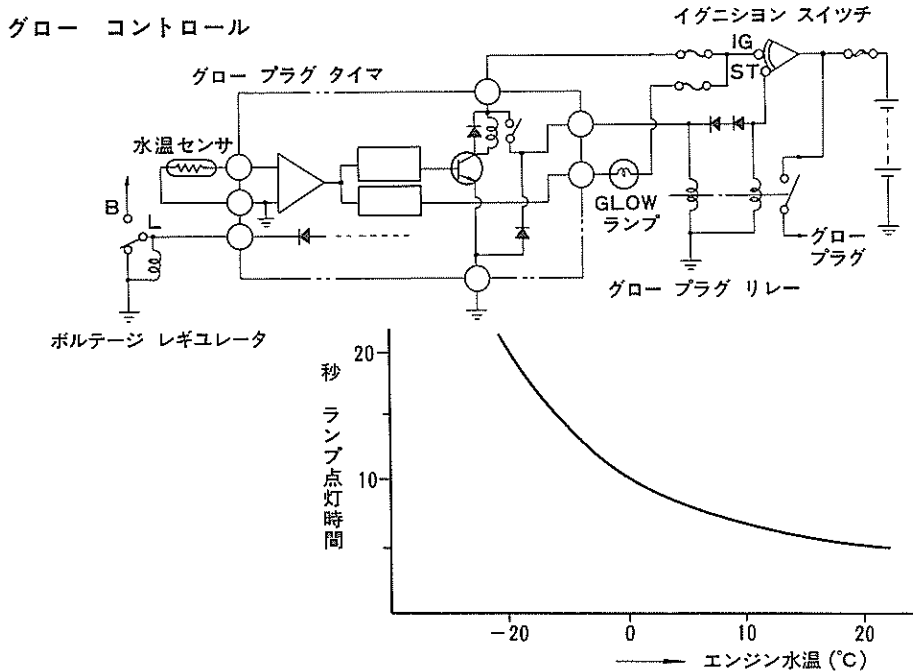 グロー コントロール
イグニシヨン スイツチ
IG
ST
グロー プラグ タイマ
水温センサ
B
L
GLOW
ランプ
グロー
プラグ
グロー プラグ リレー
ボルテージ レギユレータ
秒 ランプ点灯時間
20
10
-20
0
10
20
エンジン水温 (℃)